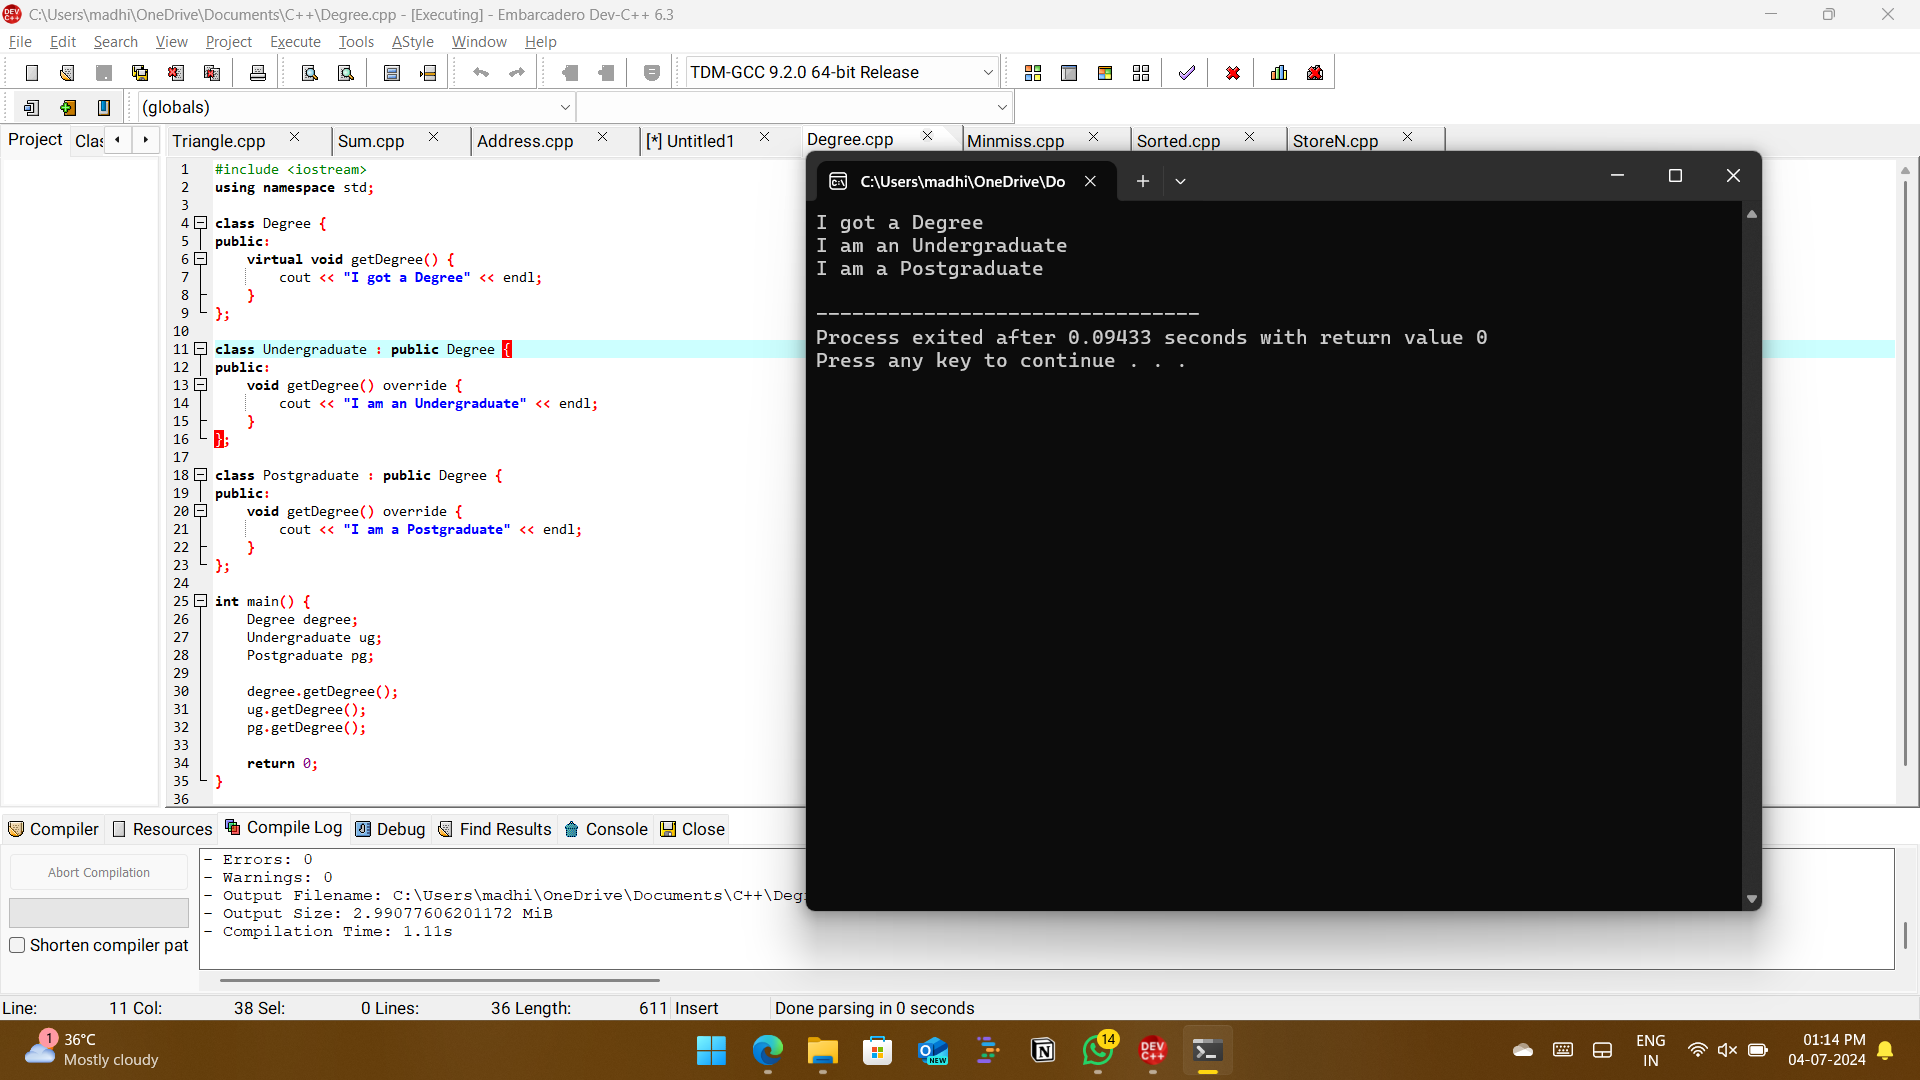 C:\Users\madhi\OneDrive\Documents\C++\Degree.cpp - [Executing] - Embarcadero Dev-C++ 6.3
File Edit Search View Project Execute Tools AStyle Window Help
TDM-GCC 9.2.0 64-bit Release
(globals)
Project Clas
Triangle.cpp Sum.cpp Address.cpp [*] Untitled1 Degree.cpp Minmiss.cpp Sorted.cpp StoreN.cpp
1 #include <iostream>
2 using namespace std;
3
4 class Degree {
5 public:
6 virtual void getDegree() {
7 cout << "I got a Degree" << endl;
8 }
9 };
10
11 class Undergraduate : public Degree {
12 public:
13 void getDegree() override {
14 cout << "I am an Undergraduate" << endl;
15 }
16 };
17
18 class Postgraduate : public Degree {
19 public:
20 void getDegree() override {
21 cout << "I am a Postgraduate" << endl;
22 }
23 };
24
25 int main() {
26 Degree degree;
27 Undergraduate ug;
28 Postgraduate pg;
29
30 degree.getDegree();
31 ug.getDegree();
32 pg.getDegree();
33
34 return 0;
35 }
36
C:\Users\madhi\OneDrive\Do
I got a Degree
I am an Undergraduate
I am a Postgraduate
--------------------------------
Process exited after 0.09433 seconds with return value 0
Press any key to continue . . .
Compiler Resources Compile Log Debug Find Results Console Close
Abort Compilation
Shorten compiler pat
- Errors: 0
- Warnings: 0
- Output Filename: C:\Users\madhi\OneDrive\Documents\C++\Deg
- Output Size: 2.99077606201172 MiB
- Compilation Time: 1.11s
Line: 11 Col: 38 Sel: 0 Lines: 36 Length: 611 Insert Done parsing in 0 seconds
1
36°C
Mostly cloudy
NEW
14
DEV C++
ENG
IN
01:14 PM
04-07-2024